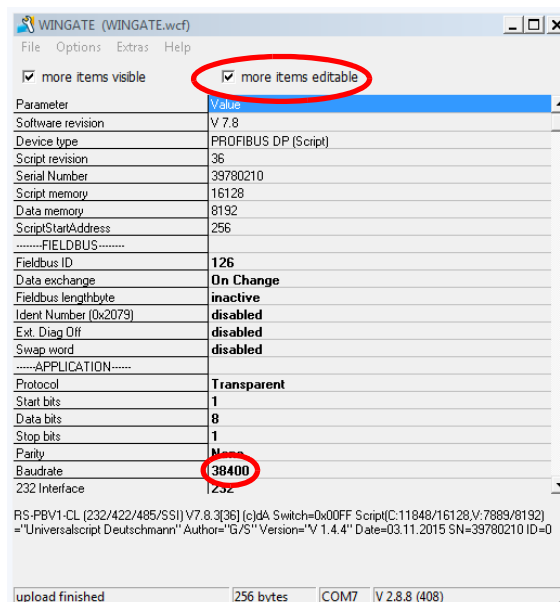 WINGATE (WINGATE.wcf)
File Options Extras Help
more items visible more items editable
Parameter Value
Software revision V 7.8
Device type PROFIBUS DP (Script)
Script revision 36
Serial Number 39780210
Script memory 16128
Data memory 8192
ScriptStartAddress 256
--------FIELDBUS--------
Fieldbus ID 126
Data exchange On Change
Fieldbus lengthbyte inactive
Ident Number (0x2079) disabled
Ext. Diag Off disabled
Swap word disabled
------APPLICATION------
Protocol Transparent
Start bits 1
Data bits 8
Stop bits 1
Parity None
Baudrate 38400
232 Interface 232
RS-PBV1-CL (232/422/485/SSI) V7.8.3[36] (c)dA Switch=0x00FF Script(C:11848/16128,V:7889/8192)
="Universalscript Deutschmann" Author="G/S" Version="V 1.4.4" Date=03.11.2015 SN=39780210 ID=0
upload finished 256 bytes COM7 V 2.8.8 (408)